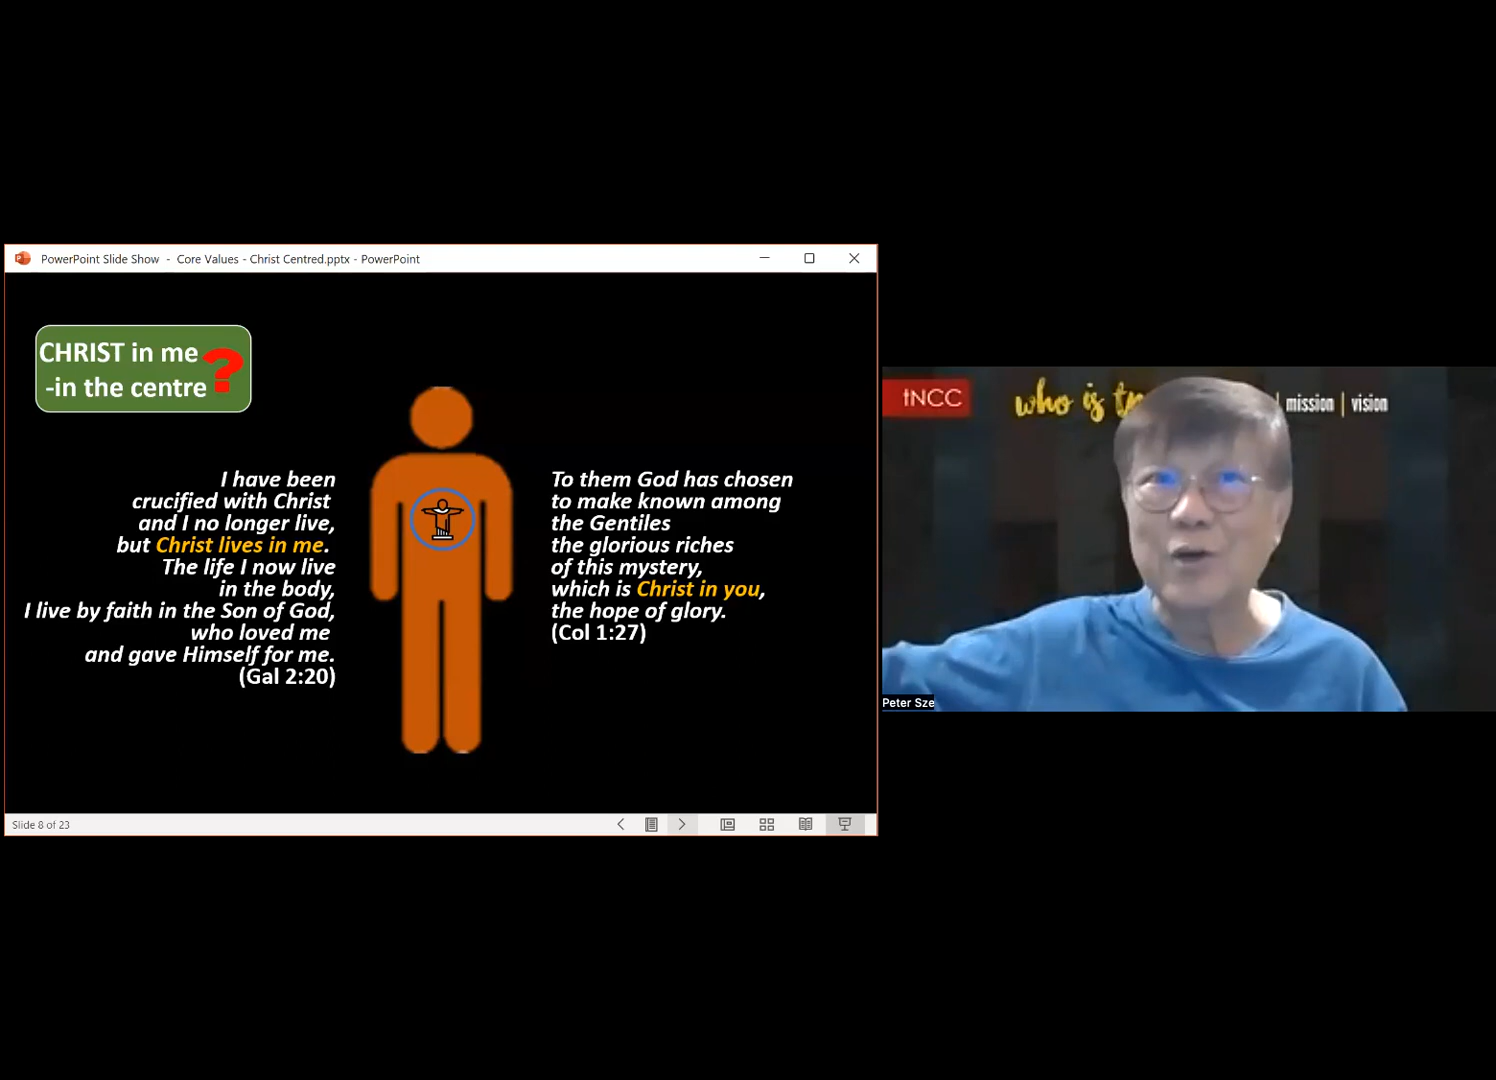 PowerPoint Slide Show - Core Values - Christ Centred.pptx - PowerPoint
CHRIST in me
-in the centre
?
I have been
crucified with Christ
and I no longer live,
but Christ lives in me.
The life I now live
in the body,
I live by faith in the Son of God,
who loved me
and gave Himself for me.
(Gal 2:20)
To them God has chosen
to make known among
the Gentiles
the glorious riches
of this mystery,
which is Christ in you,
the hope of glory.
(Col 1:27)
Slide 8 of 23
tNCC
who is
| mission | vision
Peter Sze